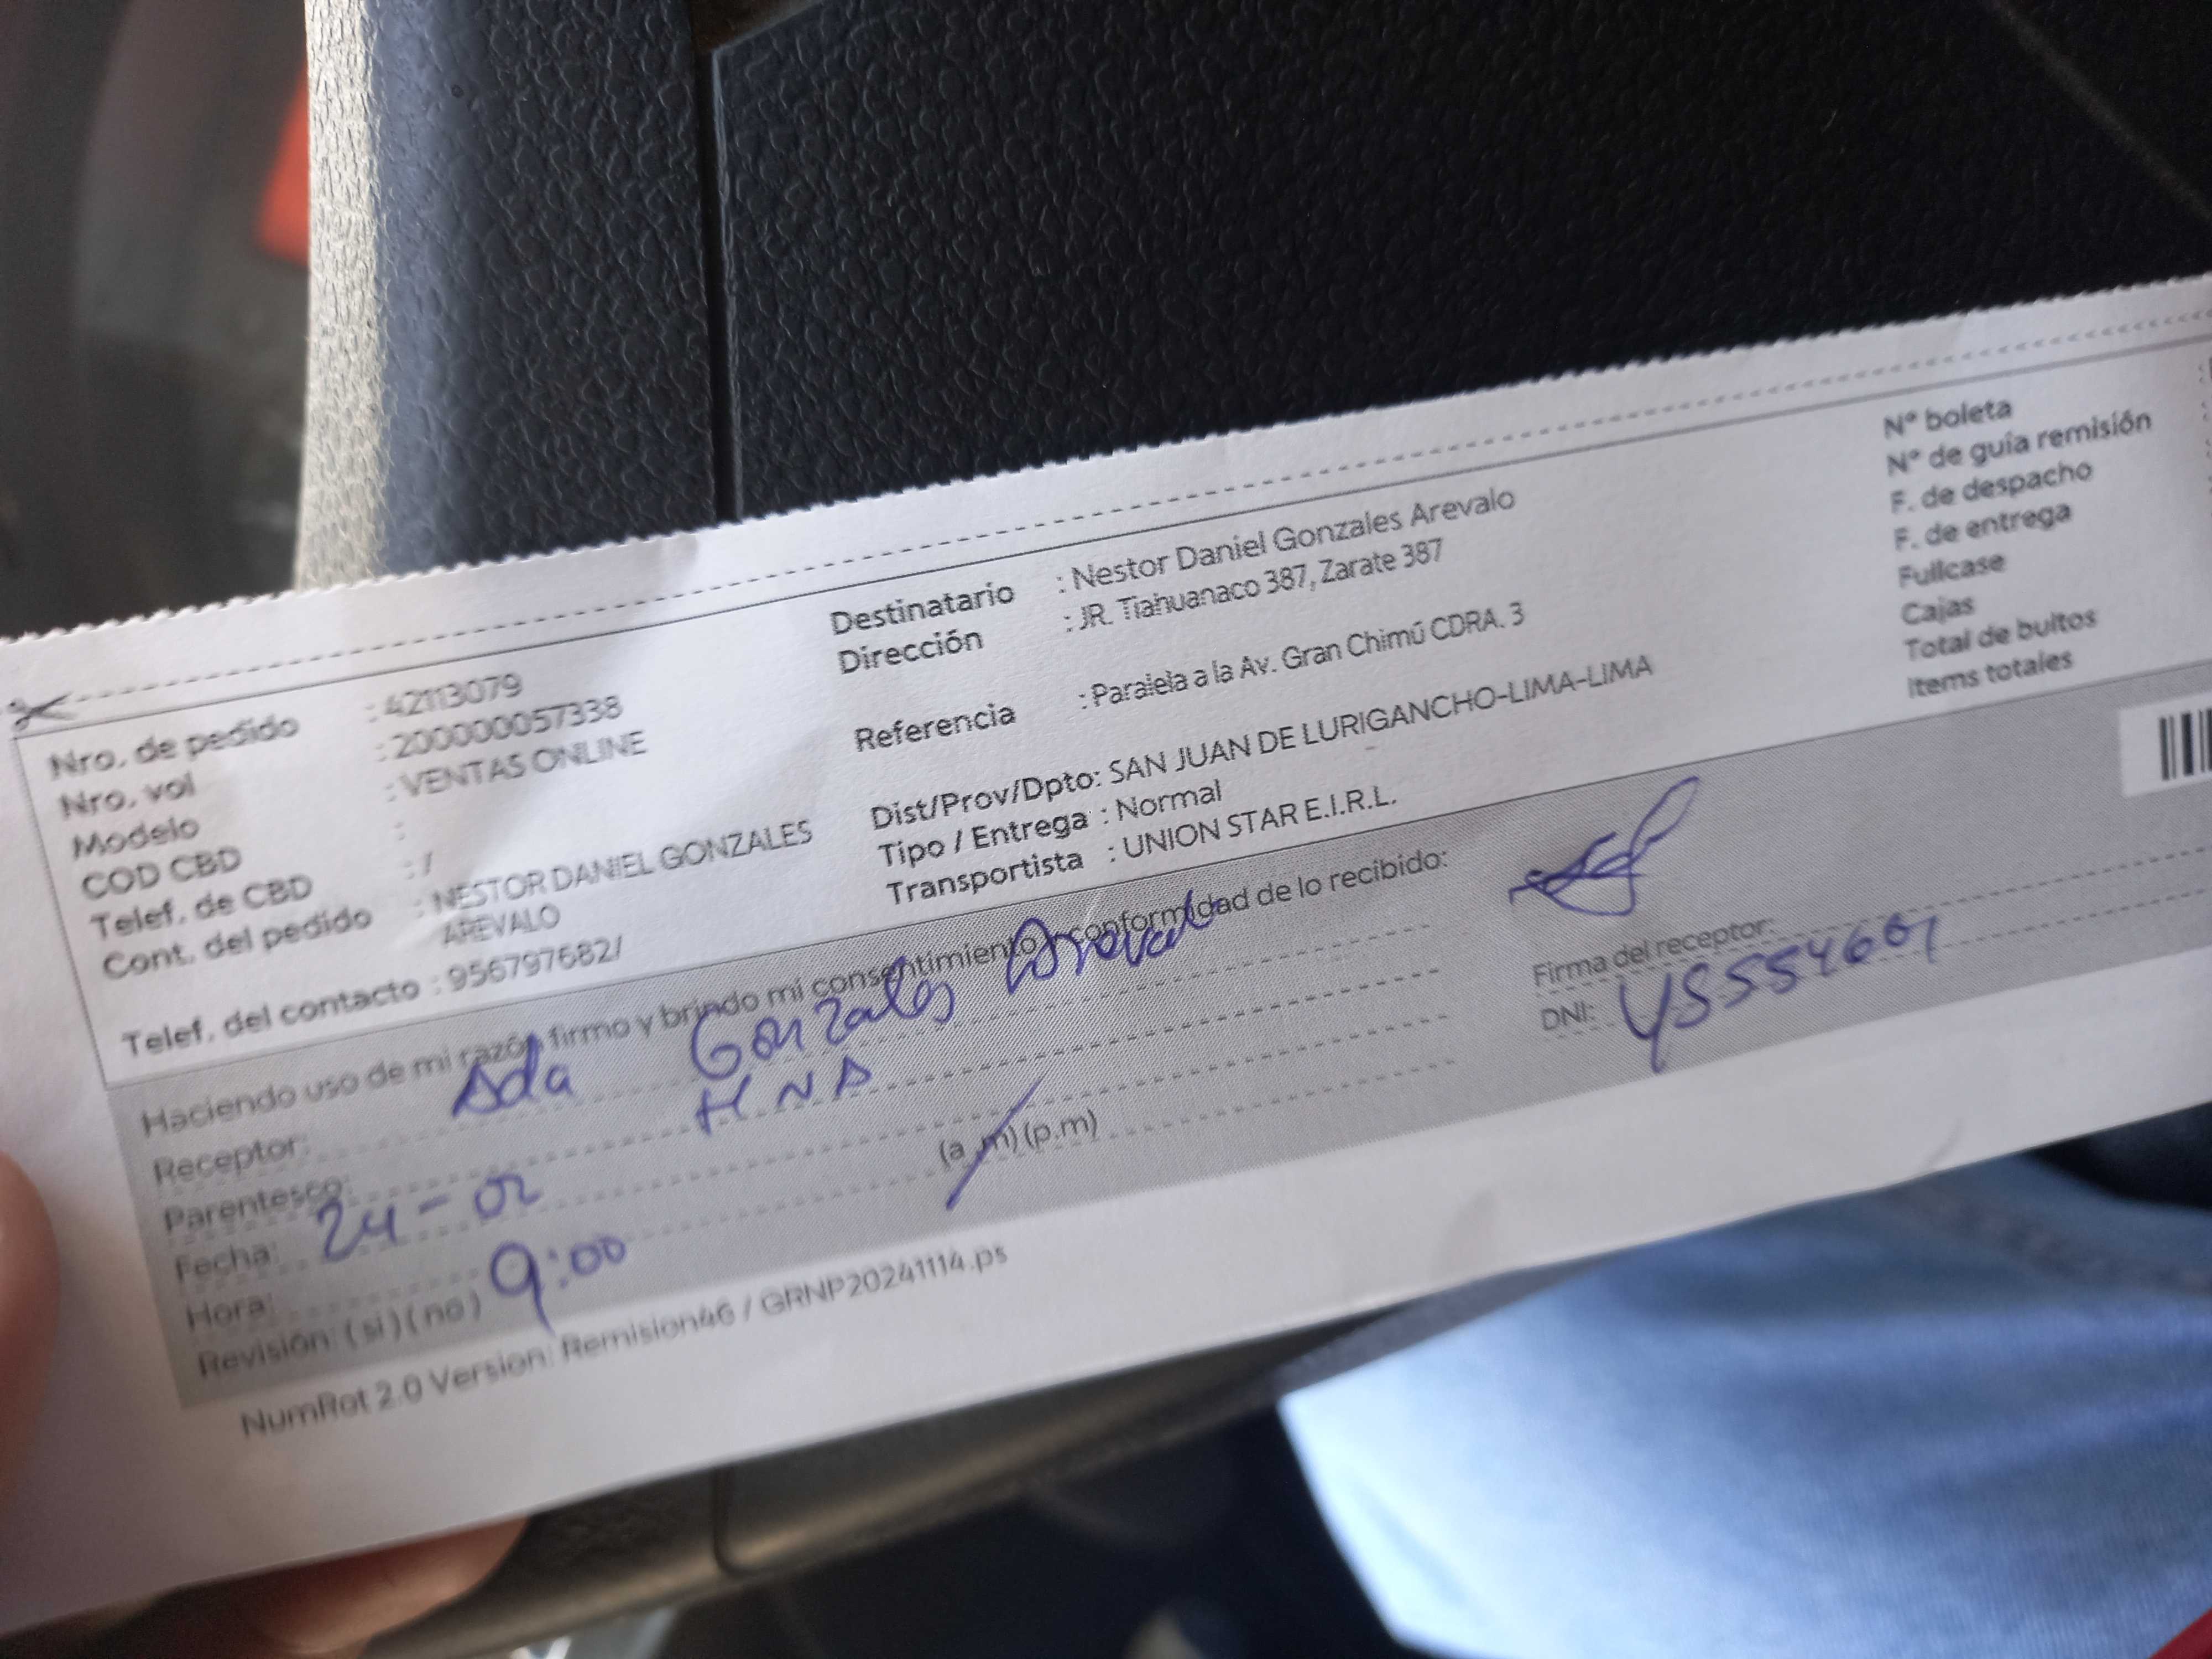 Nro. de pedido : 42113079
Nro. vol : 200000057338
Modelo : VENTAS ONLINE
COD CBD :
Telef. de CBD : /
Cont. del pedido : NESTOR DANIEL GONZALES
AREVALO
Telef. del contacto : 956797682/
Destinatario : Nestor Daniel Gonzales Arevalo
Dirección : JR. Tiahuanaco 387, Zarate 387
Referencia : Paralela a la Av. Gran Chimú CDRA. 3
Dist/Prov/Dpto: SAN JUAN DE LURIGANCHO-LIMA-LIMA
Tipo / Entrega : Normal
Transportista : UNION STAR E.I.R.L.
N° boleta
N° de guía remisión
F. de despacho
F. de entrega
Fullcase
Cajas
Total de bultos
Items totales
Haciendo uso de mi razón firmo y brindo mi consentimiento y conformidad de lo recibido:
Receptor: Ada Gonzales Arevalo
Parentesco: HNA
Fecha: 24-02
Hora: 9:00 (a.m) (p.m)
Revisión: (si) (no)
Firma del receptor:
DNI:
NumRot 2.0 Version: Remision46 / GRNP20241114.ps